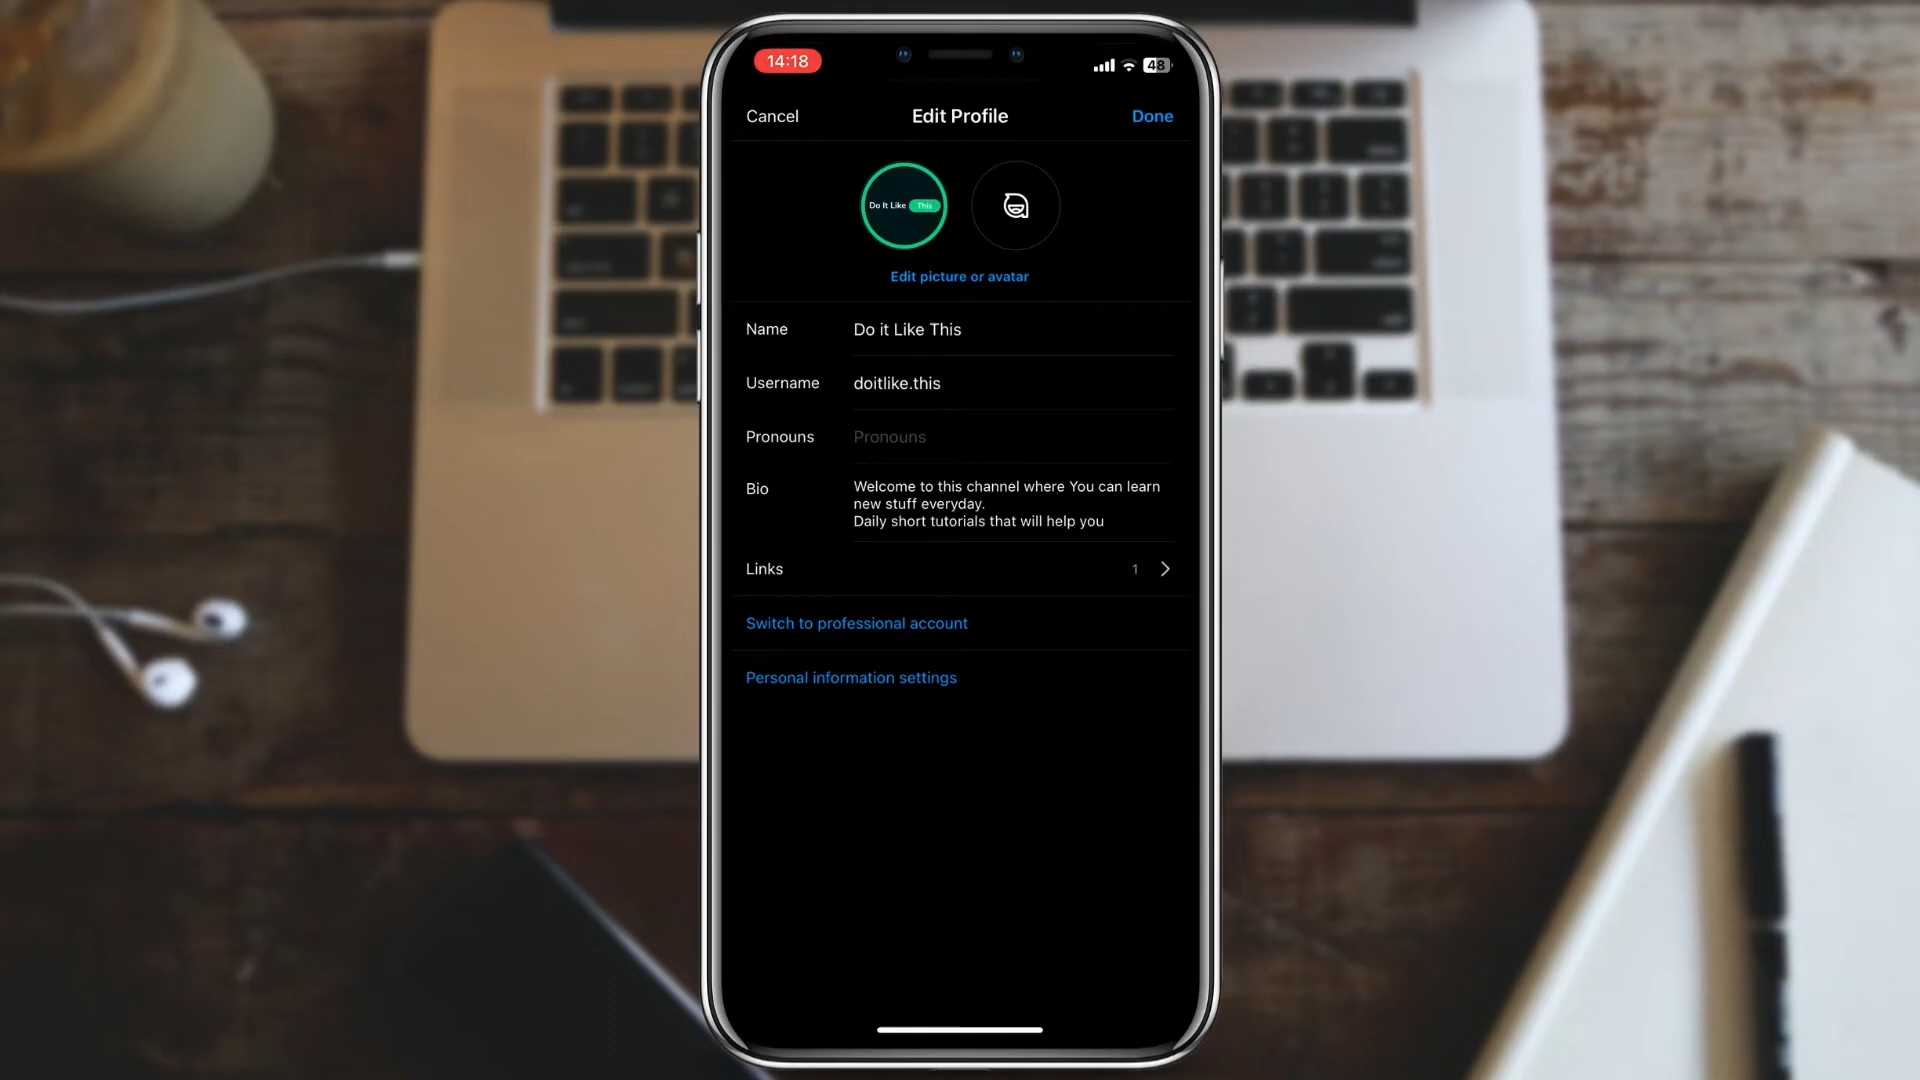 14:18
48
Cancel
Edit Profile
Done
Do It Like This
Edit picture or avatar
Name
Do it Like This
Username
doitlike.this
Pronouns
Pronouns
Bio
Welcome to this channel where You can learn
new stuff everyday.
Daily short tutorials that will help you
Links
1
Switch to professional account
Personal information settings